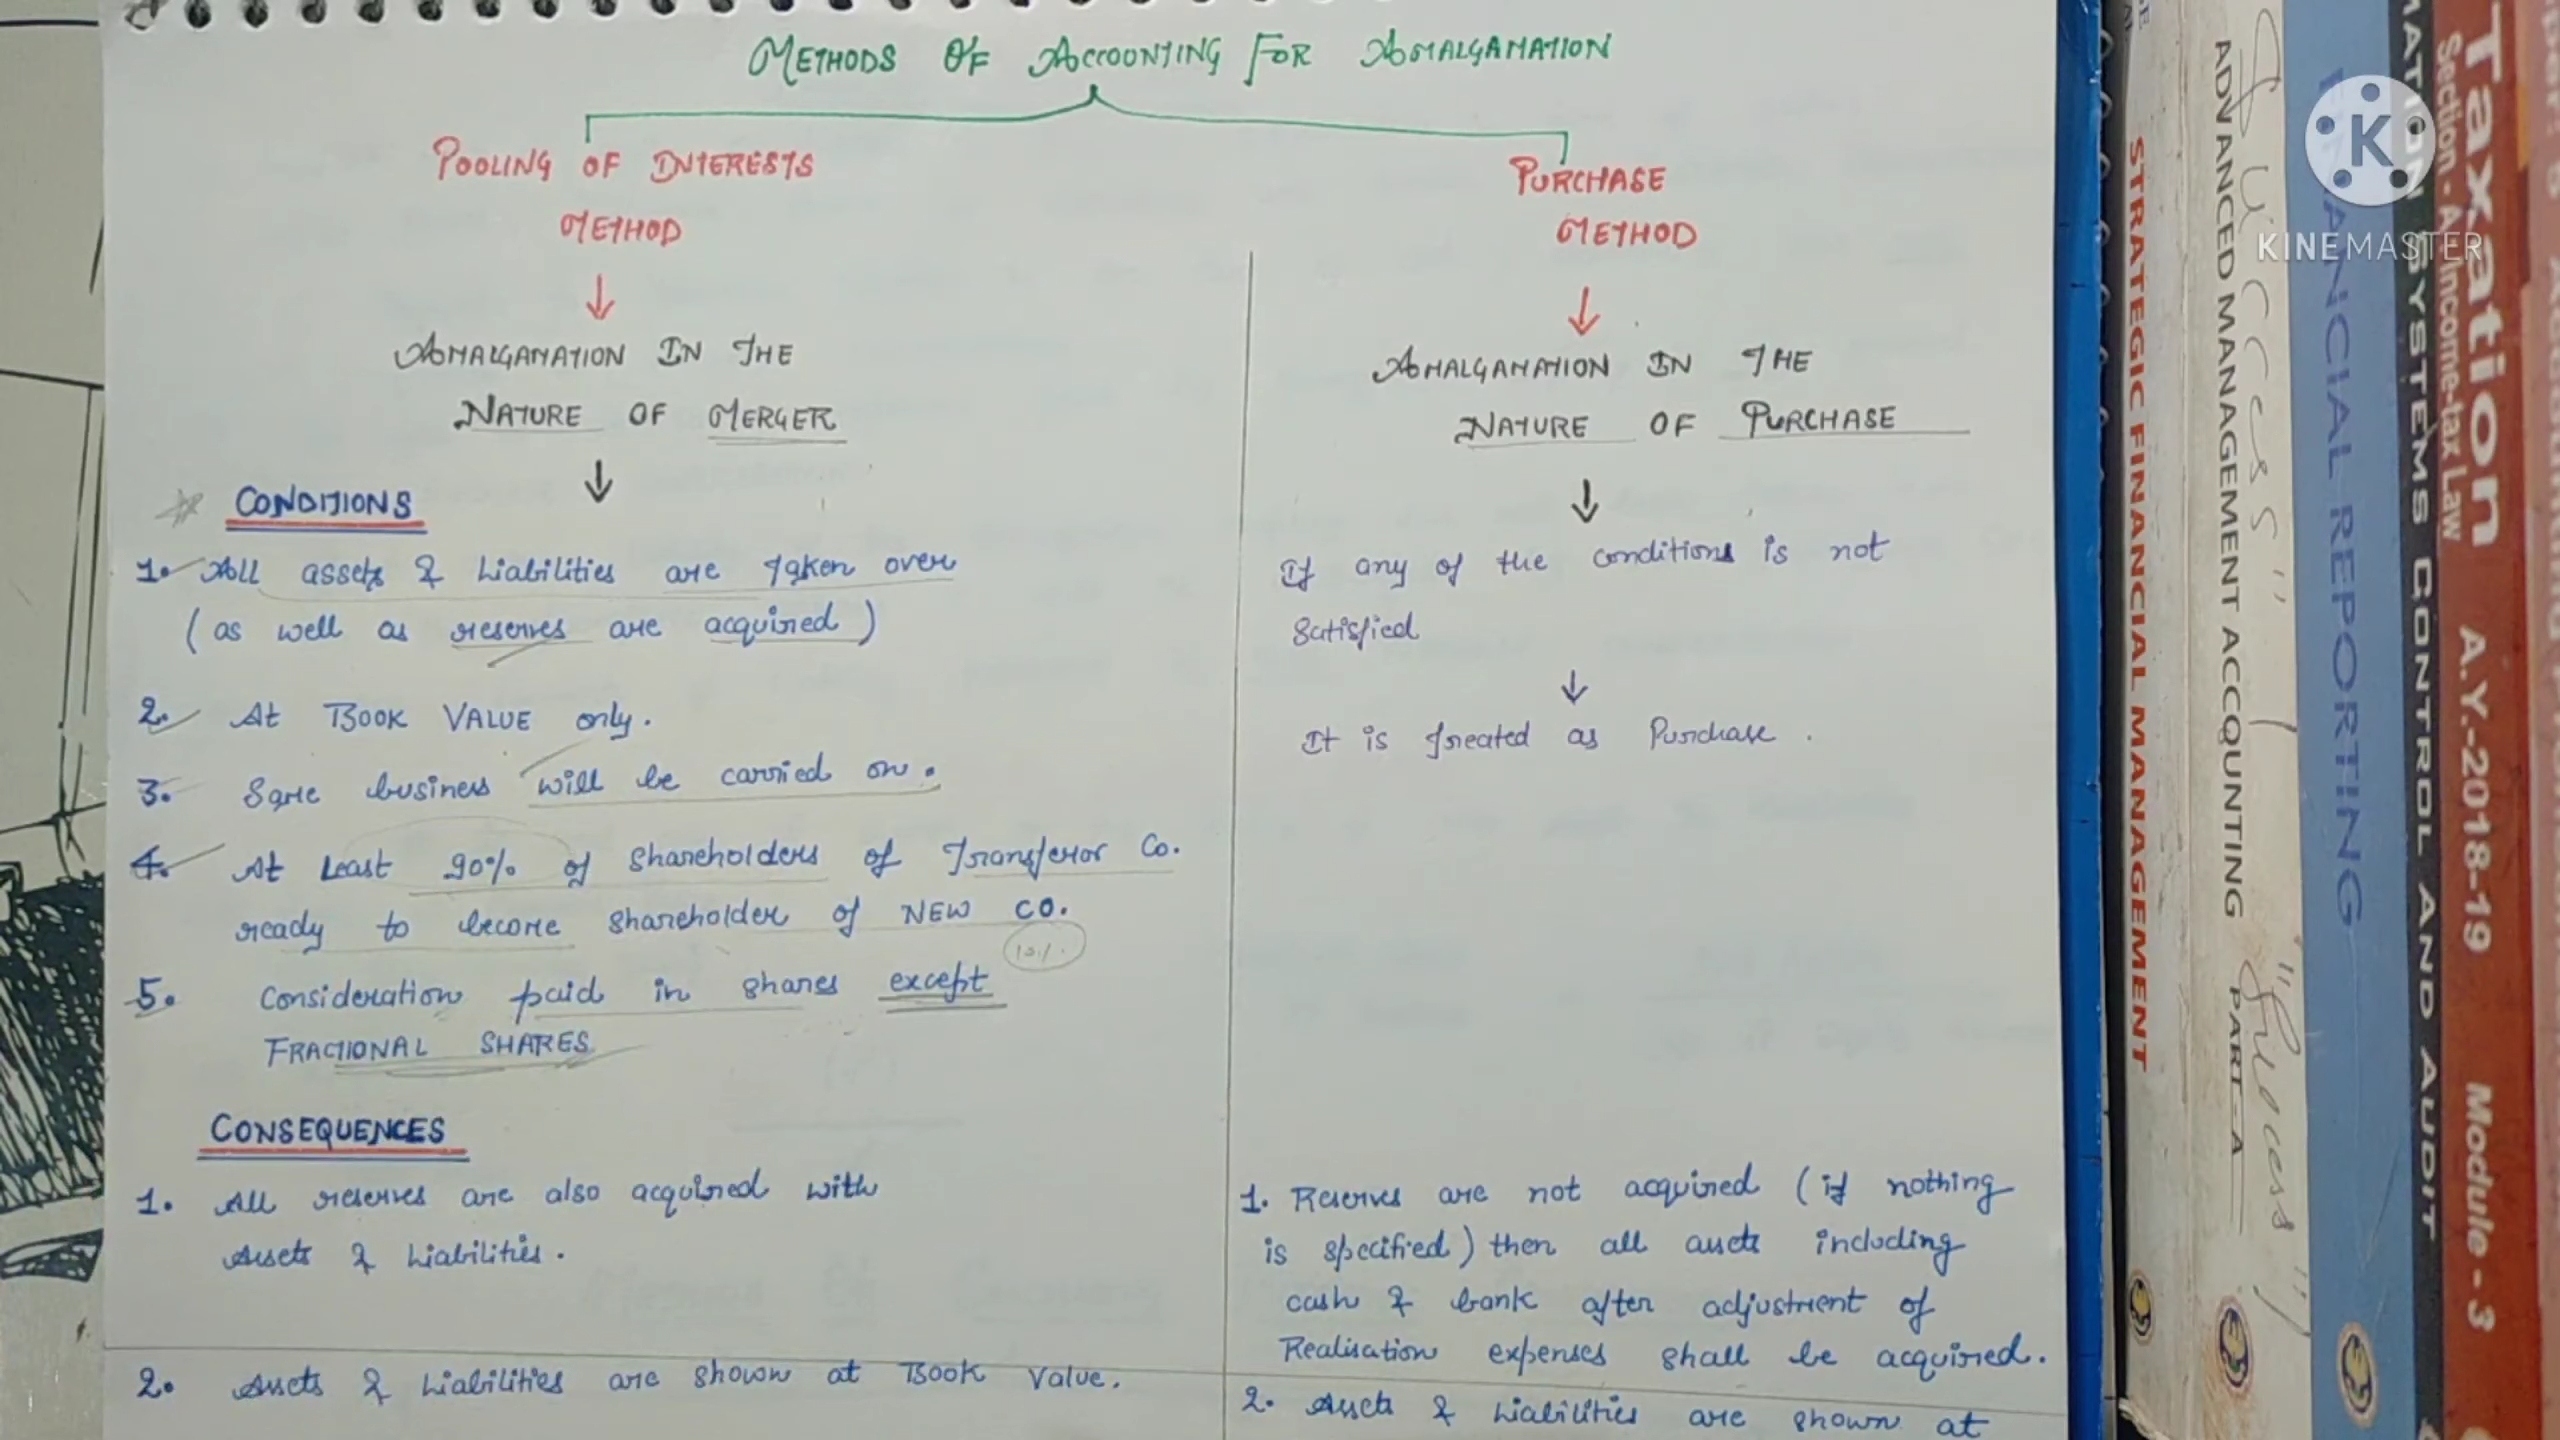 METHODS OF ACCOUNTING FOR AMALGAMATION
POOLING OF INTERESTS
METHOD
AMALGAMATION IN THE
NATURE OF MERGER
CONDITIONS
1. All assets & Liabilities are taken over
(as well as reserves are acquired)
2. At BOOK VALUE only.
3. Same business will be carried on.
4. At Least 90% of shareholders of Transferor Co.
ready to become shareholder of NEW CO.
5. Consideration paid in shares except
FRACTIONAL SHARES
CONSEQUENCES
1. All reserves are also acquired with
Assets & Liabilities.
2. Assets & Liabilities are shown at Book Value.
PURCHASE
METHOD
AMALGAMATION IN THE
NATURE OF PURCHASE
If any of the conditions is not
satisfied
It is treated as Purchase.
1. Reserves are not acquired (if nothing
is specified) then all assets including
cash & bank after adjustment of
Realisation expenses shall be acquired.
2. Assets & Liabilities are shown at
STRATEGIC FINANCIAL MANAGEMENT
ADVANCED MANAGEMENT ACCOUNTING PART-A
"Success"
FINANCIAL REPORTING
SYSTEMS CONTROL AND AUDIT
Taxation
Section - A: Income-tax Law
A.Y.-2018-19 Module - 3
K
KINEMASTER